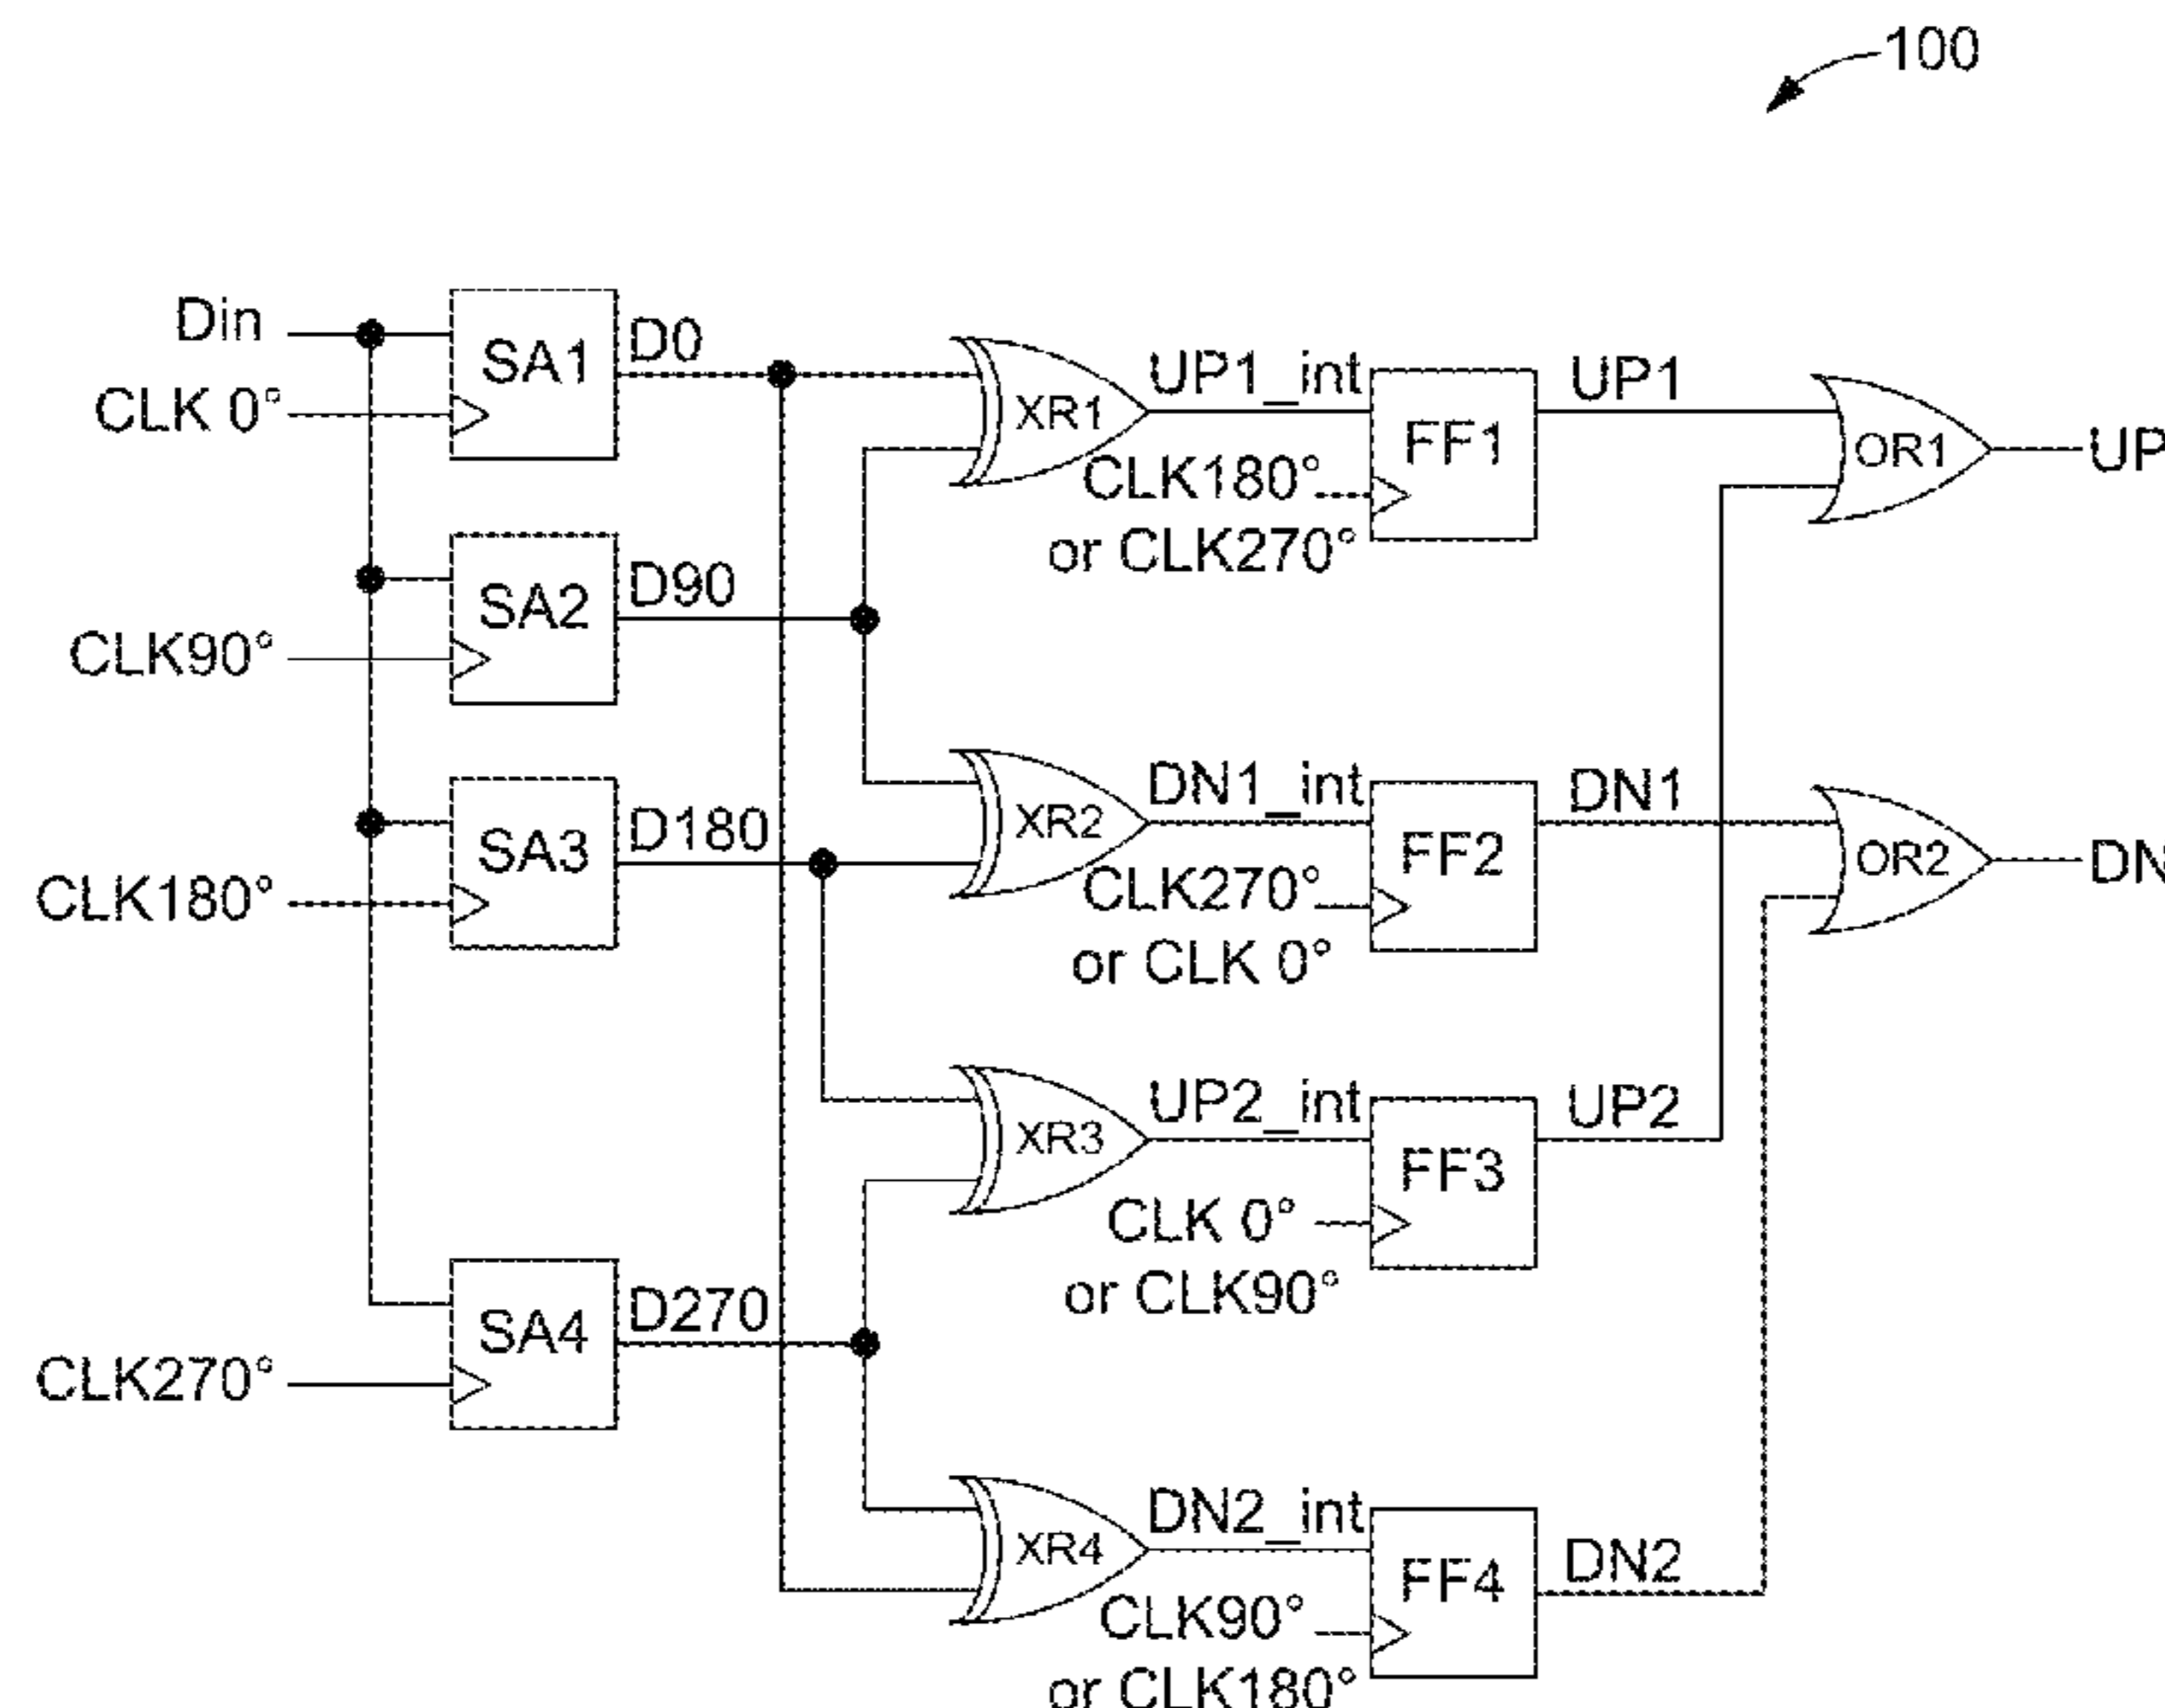 100
Din
CLK 0°
SA1
D0
XR1
UP1_int
CLK180°
or CLK270°
FF1
UP1
OR1
UP
CLK90°
SA2
D90
CLK180°
SA3
D180
XR2
DN1_int
CLK270°
or CLK 0°
FF2
DN1
OR2
DN
XR3
UP2_int
CLK 0°
or CLK90°
FF3
UP2
CLK270°
SA4
D270
XR4
DN2_int
CLK90°
or CLK180°
FF4
DN2